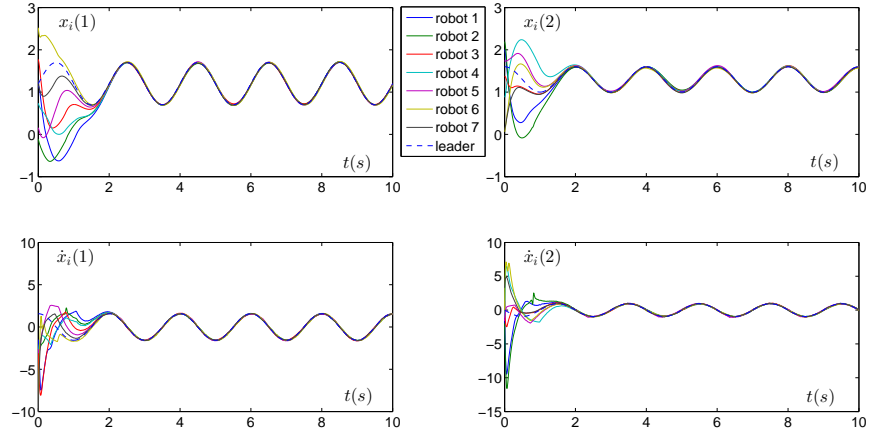 3
2
1
0
−1
x_i(1)
t(s)
0 2 4 6 8 10
robot 1
robot 2
robot 3
robot 4
robot 5
robot 6
robot 7
leader
3
2
1
0
−1
x_i(2)
t(s)
0 2 4 6 8 10
10
5
0
−5
−10
ẋ_i(1)
t(s)
0 2 4 6 8 10
10
5
0
−5
−10
−15
ẋ_i(2)
t(s)
0 2 4 6 8 10